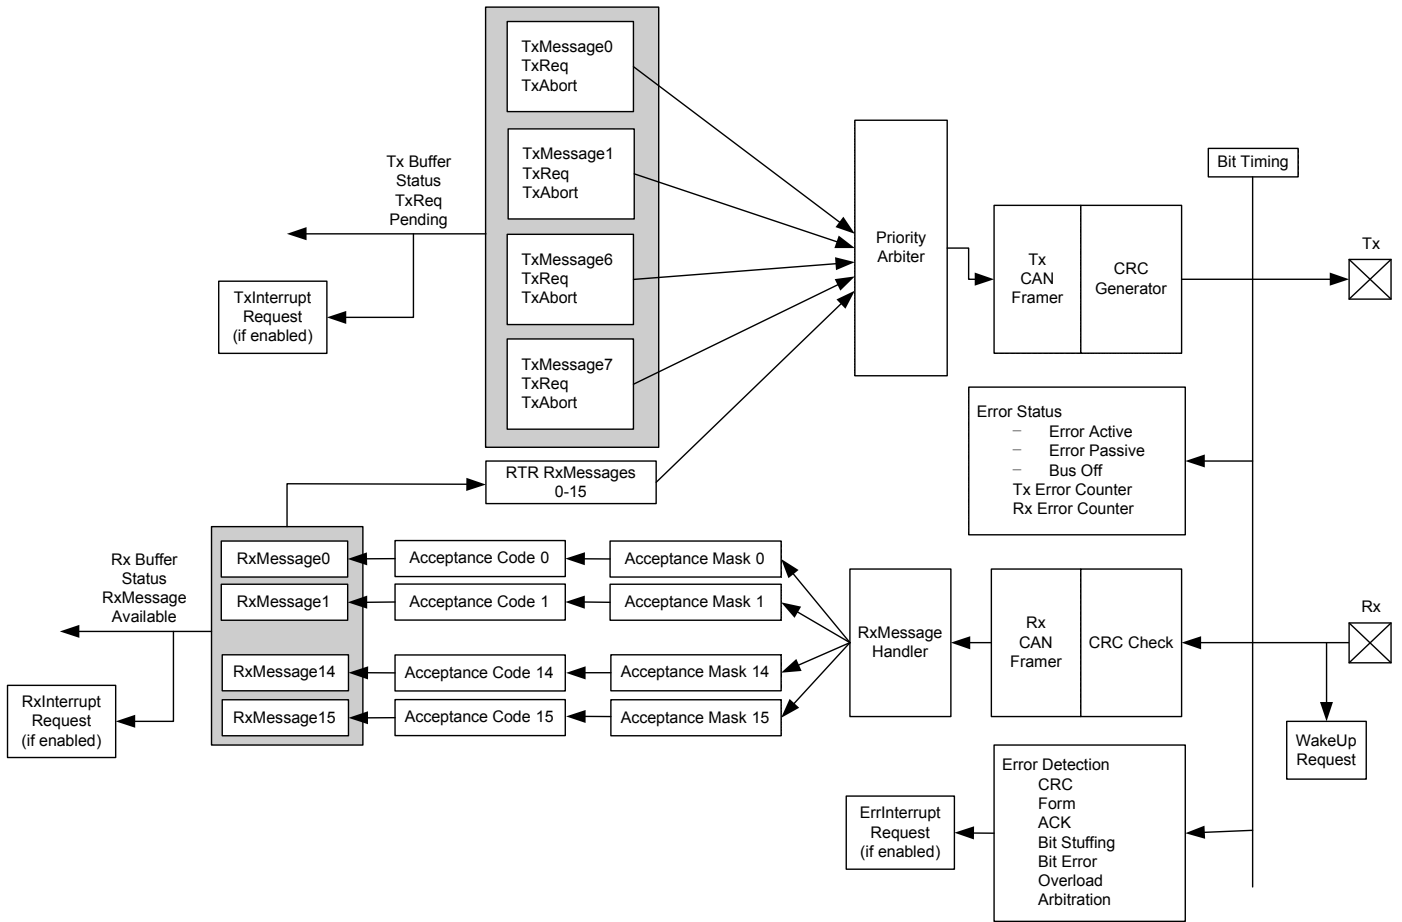 TxMessage0
TxReq
TxAbort
TxMessage1
TxReq
TxAbort
TxMessage6
TxReq
TxAbort
TxMessage7
TxReq
TxAbort
Tx Buffer
Status
TxReq
Pending
TxInterrupt
Request
(if enabled)
Priority
Arbiter
Tx
CAN
Framer
CRC
Generator
Bit Timing
Tx
Error Status
– Error Active
– Error Passive
– Bus Off
Tx Error Counter
Rx Error Counter
RTR RxMessages
0-15
Rx Buffer
Status
RxMessage
Available
RxInterrupt
Request
(if enabled)
RxMessage0
Acceptance Code 0
Acceptance Mask 0
RxMessage1
Acceptance Code 1
Acceptance Mask 1
RxMessage14
Acceptance Code 14
Acceptance Mask 14
RxMessage15
Acceptance Code 15
Acceptance Mask 15
RxMessage
Handler
Rx
CAN
Framer
CRC Check
Rx
WakeUp
Request
Error Detection
CRC
Form
ACK
Bit Stuffing
Bit Error
Overload
Arbitration
ErrInterrupt
Request
(if enabled)